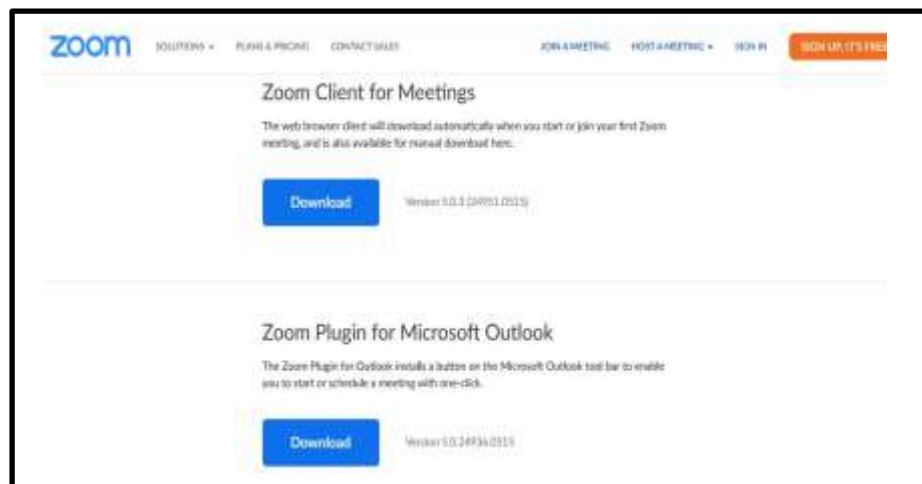 zoom SOLUTIONS PLANS & PRICING CONTACT SALES JOIN A MEETING HOST A MEETING SIGN IN SIGN UP, IT'S FREE
Zoom Client for Meetings
The web browser client will download automatically when you start or join your first Zoom
meeting, and is also available for manual download here.
Download Version
Zoom Plugin for Microsoft Outlook
The Zoom Plugin for Outlook installs a button on the Microsoft Outlook tool bar to enable
you to start or schedule a meeting with one-click.
Download Version